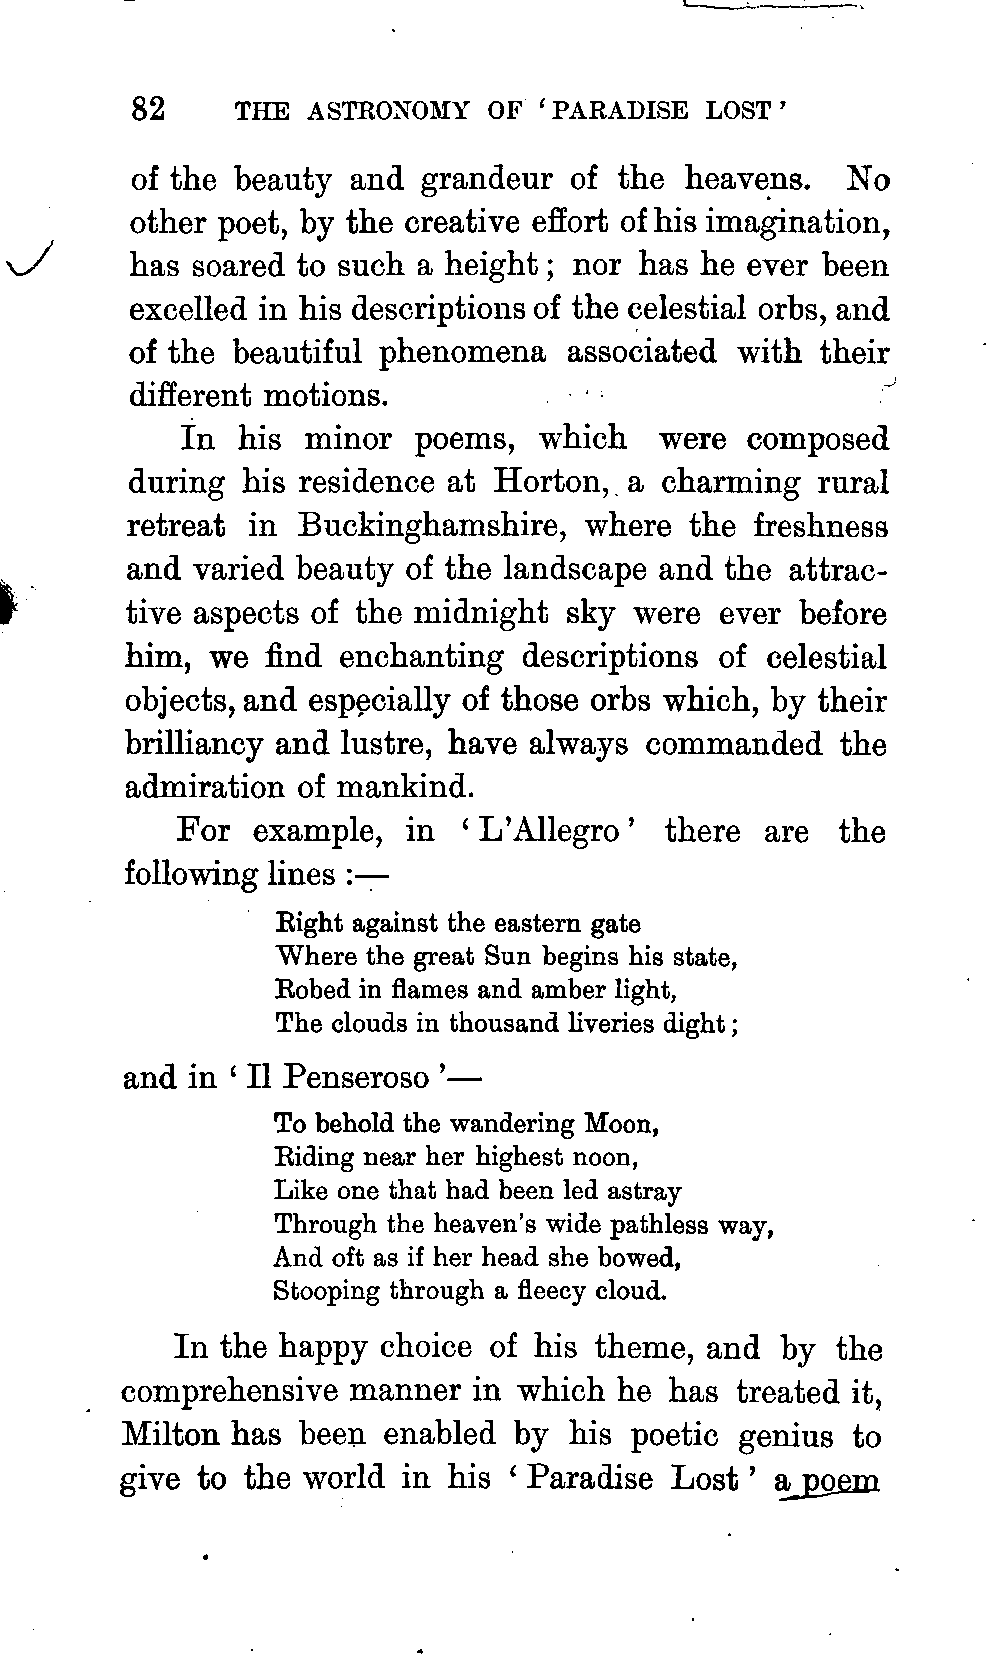 82 THE ASTRONOMY OF ‘PARADISE LOST’
of the beauty and grandeur of the heavens. No
other poet, by the creative effort of his imagination,
has soared to such a height; nor has he ever been
excelled in his descriptions of the celestial orbs, and
of the beautiful phenomena associated with their
different motions.
In his minor poems, which were composed
during his residence at Horton, a charming rural
retreat in Buckinghamshire, where the freshness
and varied beauty of the landscape and the attrac-
tive aspects of the midnight sky were ever before
him, we find enchanting descriptions of celestial
objects, and especially of those orbs which, by their
brilliancy and lustre, have always commanded the
admiration of mankind.
For example, in ‘L’Allegro’ there are the
following lines :—
Right against the eastern gate
Where the great Sun begins his state,
Robed in flames and amber light,
The clouds in thousand liveries dight;
and in ‘Il Penseroso’—
To behold the wandering Moon,
Riding near her highest noon,
Like one that had been led astray
Through the heaven’s wide pathless way,
And oft as if her head she bowed,
Stooping through a fleecy cloud.
In the happy choice of his theme, and by the
comprehensive manner in which he has treated it,
Milton has been enabled by his poetic genius to
give to the world in his ‘Paradise Lost’ a poem